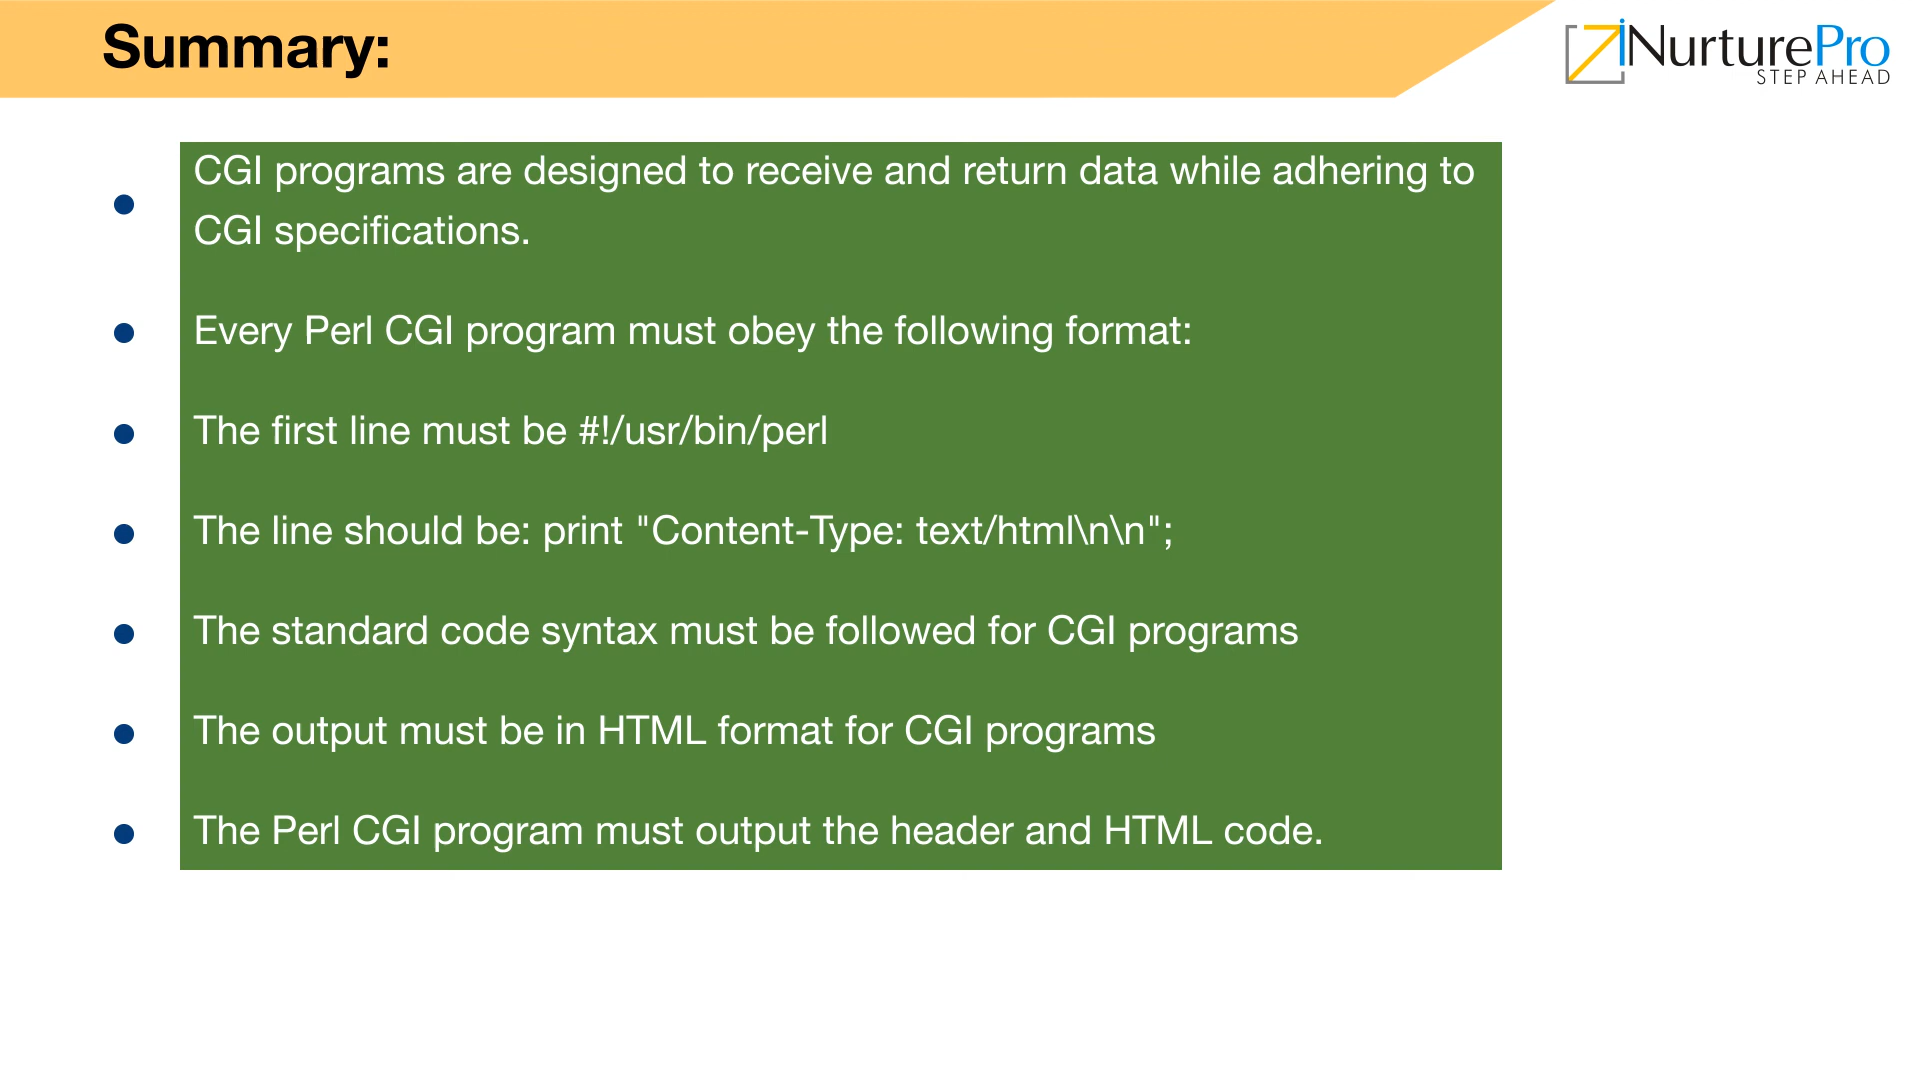 Summary:
iNurturePro
STEP AHEAD
CGI programs are designed to receive and return data while adhering to
CGI specifications.
Every Perl CGI program must obey the following format:
The first line must be #!/usr/bin/perl
The line should be: print "Content-Type: text/html\n\n";
The standard code syntax must be followed for CGI programs
The output must be in HTML format for CGI programs
The Perl CGI program must output the header and HTML code.